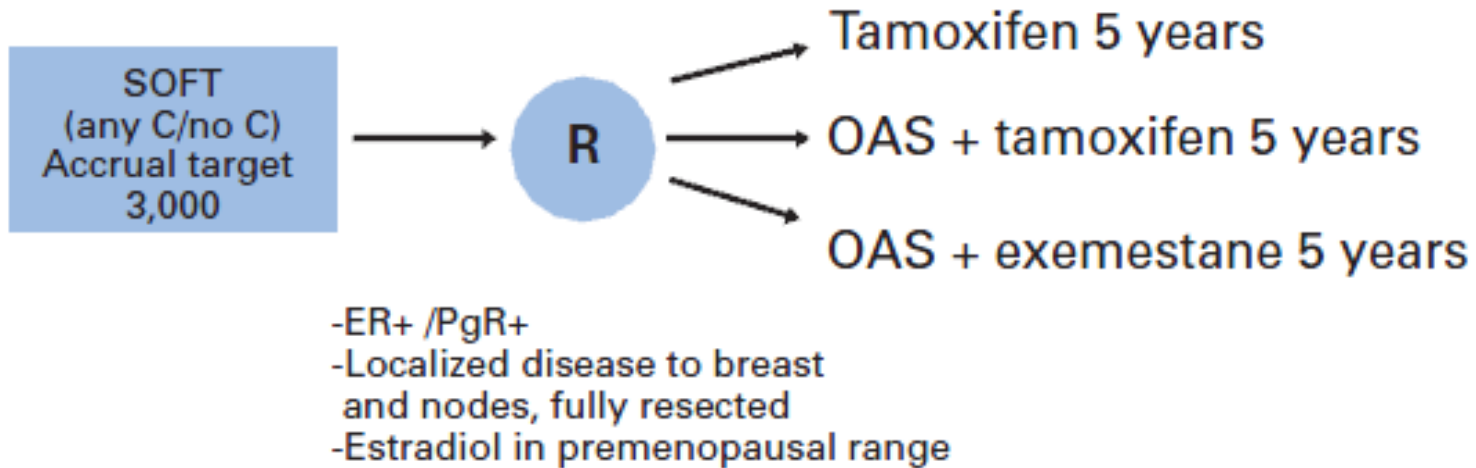 SOFT
(any C/no C)
Accrual target
3,000
R
Tamoxifen 5 years
OAS + tamoxifen 5 years
OAS + exemestane 5 years
-ER+ /PgR+
-Localized disease to breast
and nodes, fully resected
-Estradiol in premenopausal range